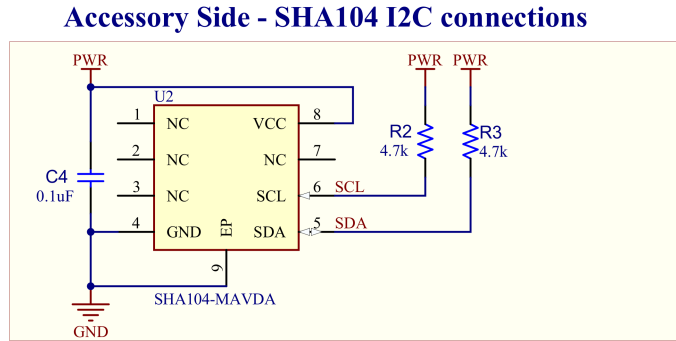 Accessory Side - SHA104 I2C connections
PWR
PWR PWR
U2
1 NC VCC 8
2 NC NC 7
3 NC SCL 6 SCL
4 GND EP SDA 5 SDA
9
R2
4.7k
R3
4.7k
C4
0.1uF
SHA104-MAVDA
GND